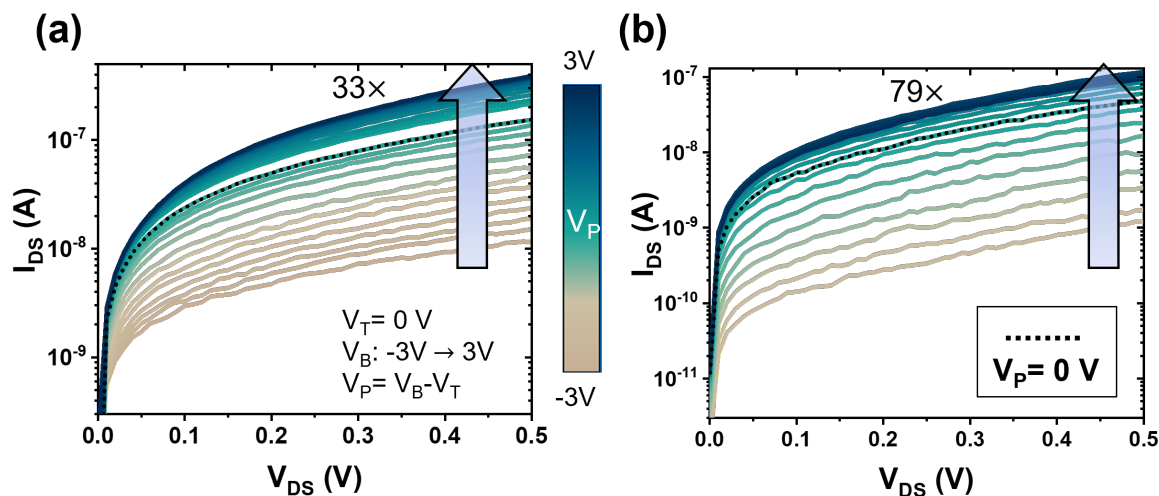 (a)
33×
10⁻⁷
10⁻⁸
10⁻⁹
I_DS (A)
V_T= 0 V
V_B: -3V → 3V
V_P= V_B-V_T
0.0 0.1 0.2 0.3 0.4 0.5
V_DS (V)
3V
V_P
-3V
(b)
79×
10⁻⁷
10⁻⁸
10⁻⁹
10⁻¹⁰
10⁻¹¹
I_DS (A)
V_P= 0 V
0.0 0.1 0.2 0.3 0.4 0.5
V_DS (V)